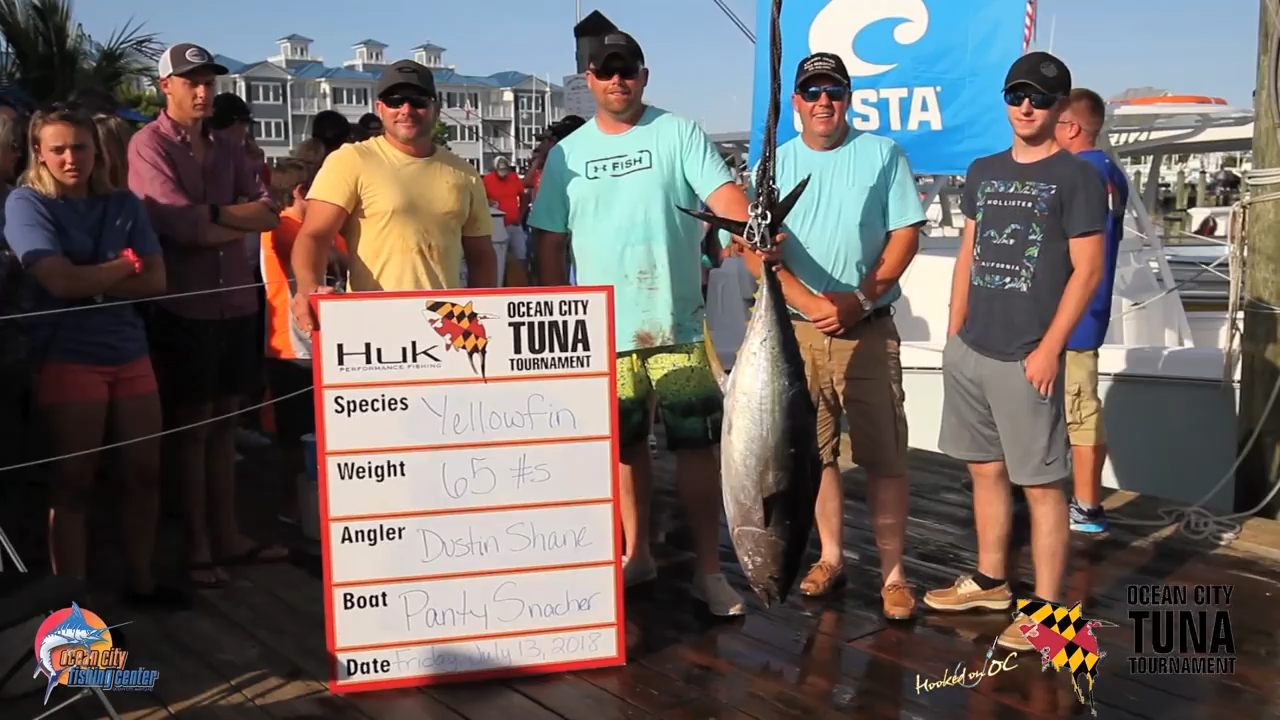 COSTA
FISH
HOLLISTER
CALIFORNIA
HUK
PERFORMANCE FISHING
OCEAN CITY
TUNA
TOURNAMENT
Species Yellowfin
Weight 65 #s
Angler Dustin Shane
Boat Panty Snacher
Date Friday, July 13, 2018
Ocean City
fishing center
Hooked on OC
OCEAN CITY
TUNA
TOURNAMENT